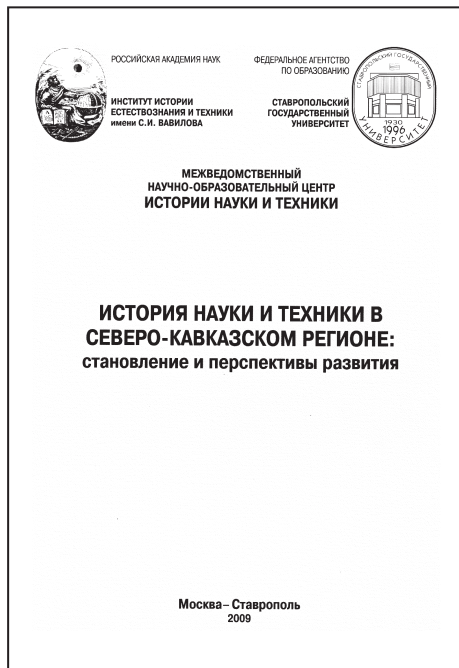 РОССИЙСКАЯ АКАДЕМИЯ НАУК
ИНСТИТУТ ИСТОРИИ
ЕСТЕСТВОЗНАНИЯ И ТЕХНИКИ
имени С.И. ВАВИЛОВА
ФЕДЕРАЛЬНОЕ АГЕНТСТВО
ПО ОБРАЗОВАНИЮ
СТАВРОПОЛЬСКИЙ
ГОСУДАРСТВЕННЫЙ
УНИВЕРСИТЕТ
СТАВРОПОЛЬСКИЙ ГОСУДАРСТВЕННЫЙ
УНИВЕРСИТЕТ
1930
1996
МЕЖВЕДОМСТВЕННЫЙ
НАУЧНО-ОБРАЗОВАТЕЛЬНЫЙ ЦЕНТР
ИСТОРИИ НАУКИ И ТЕХНИКИ
ИСТОРИЯ НАУКИ И ТЕХНИКИ В
СЕВЕРО-КАВКАЗСКОМ РЕГИОНЕ:
становление и перспективы развития
Москва–Ставрополь
2009